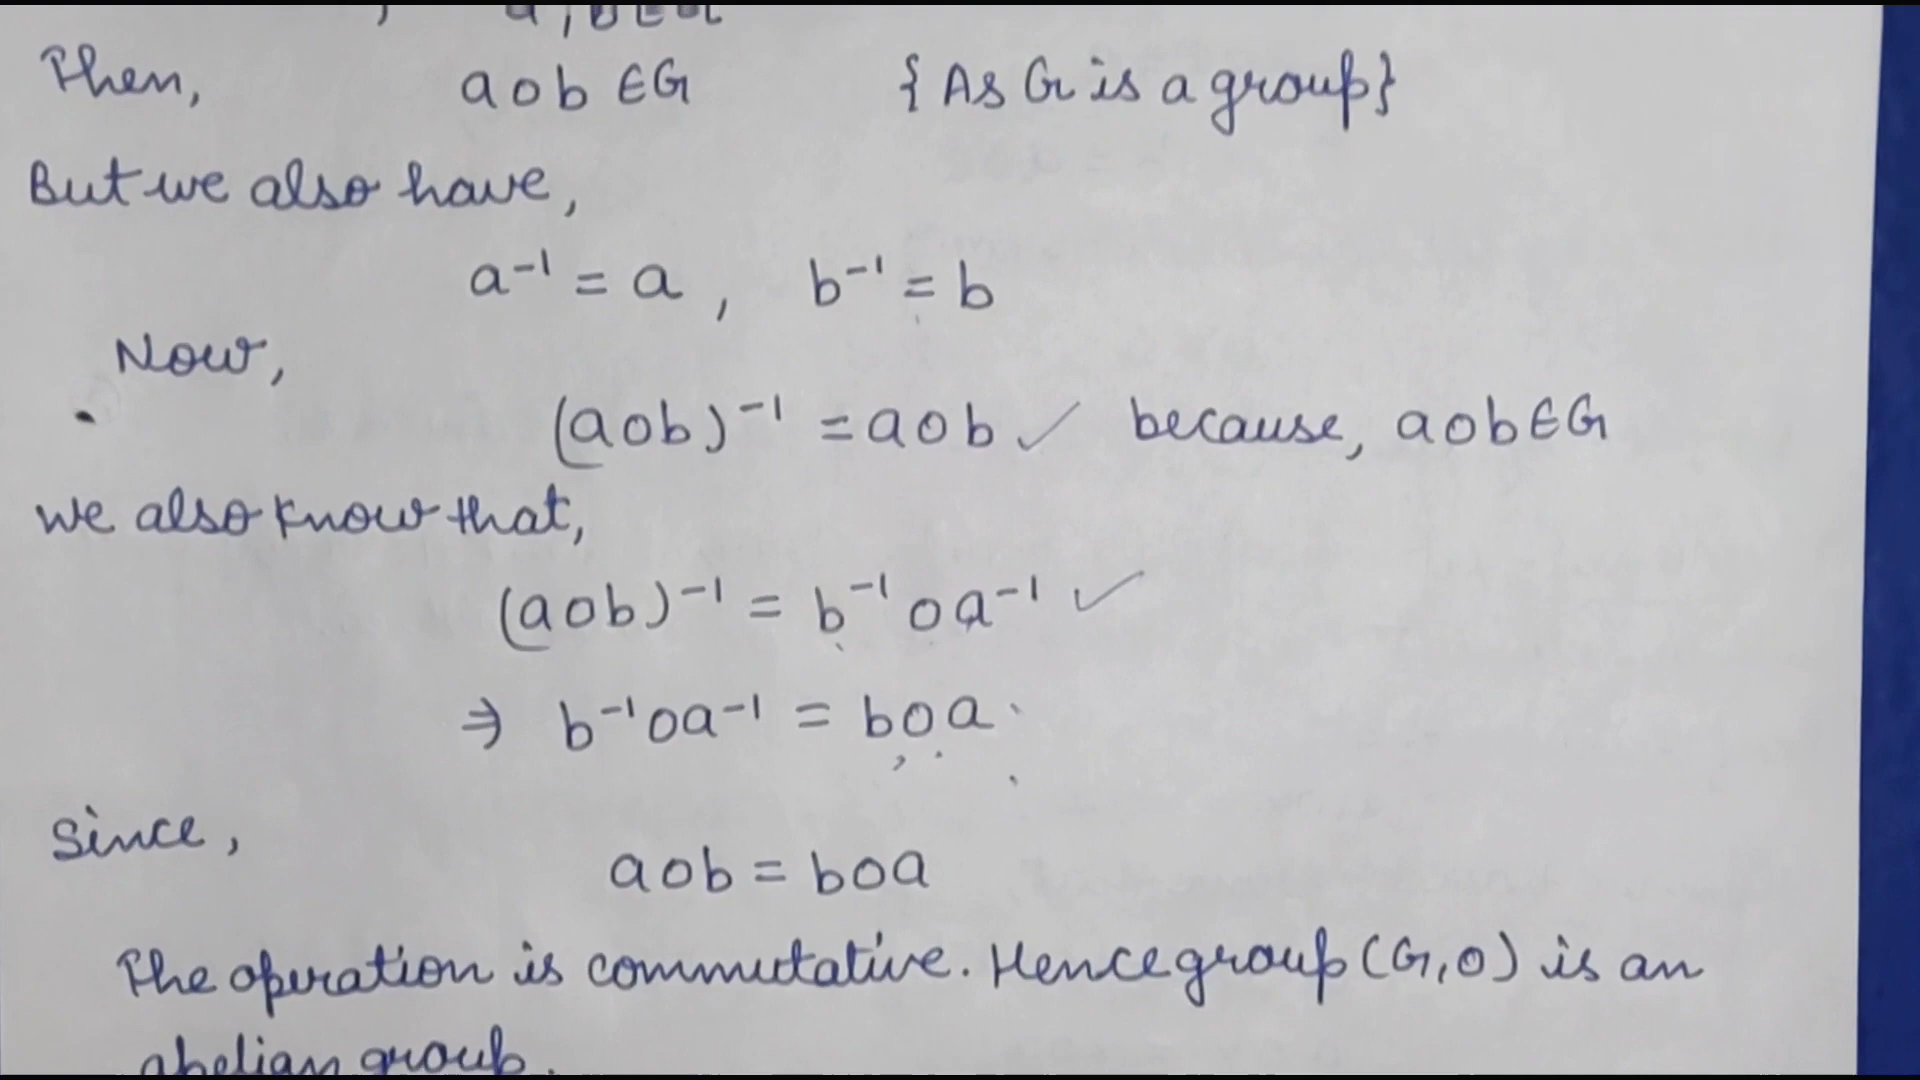 a, b ∈ G
Then, aob ∈ G {As G is a group}
But we also have,
a⁻¹ = a, b⁻¹ = b
Now,
(aob)⁻¹ = aob ✓ because, aob ∈ G
we also know that,
(aob)⁻¹ = b⁻¹oa⁻¹ ✓
⇒ b⁻¹oa⁻¹ = boa
Since,
aob = boa
The operation is commutative. Hence group (G,o) is an
abelian group.